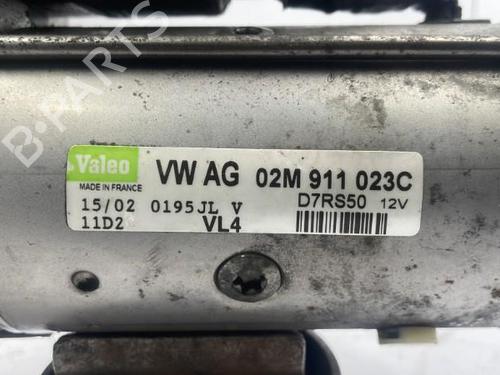 Valeo VW AG 02M 911 023C
MADE IN FRANCE D7RS50 12V
15/02 0195JL V
11D2 VL4
B-PARTS